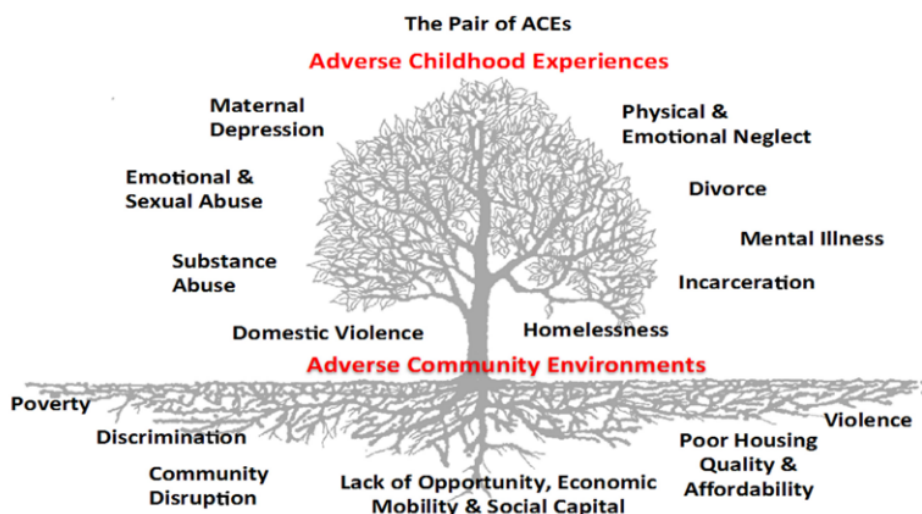 The Pair of ACEs
Adverse Childhood Experiences
Maternal
Depression
Physical &
Emotional Neglect
Emotional &
Sexual Abuse
Divorce
Mental Illness
Substance
Abuse
Incarceration
Domestic Violence
Homelessness
Adverse Community Environments
Poverty
Violence
Discrimination
Poor Housing
Quality &
Affordability
Community
Disruption
Lack of Opportunity, Economic
Mobility & Social Capital